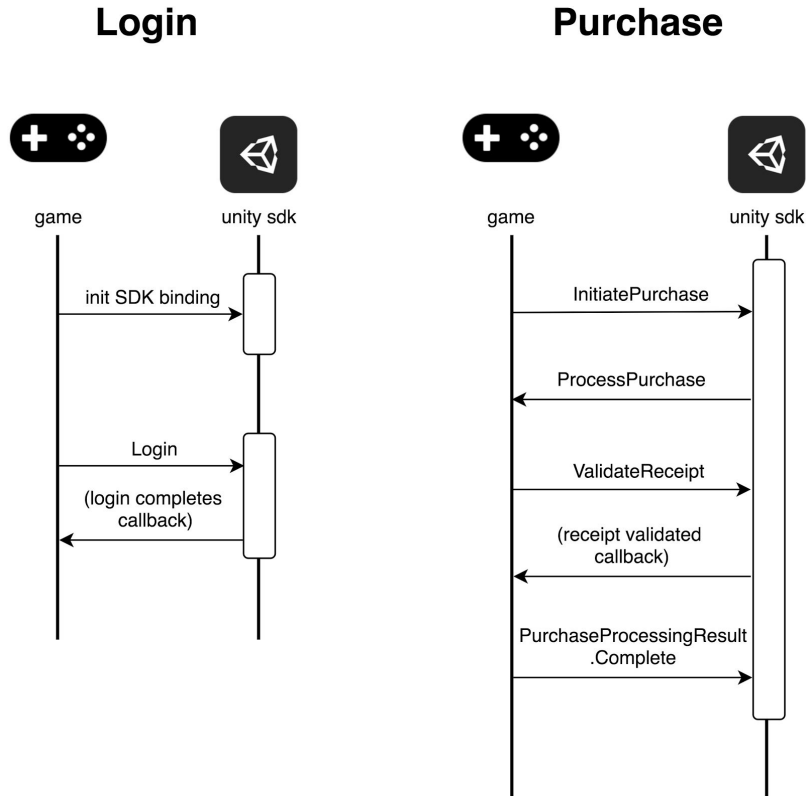 Login
game
unity sdk
init SDK binding
Login
(login completes
callback)
Purchase
game
unity sdk
InitiatePurchase
ProcessPurchase
ValidateReceipt
(receipt validated
callback)
PurchaseProcessingResult
.Complete